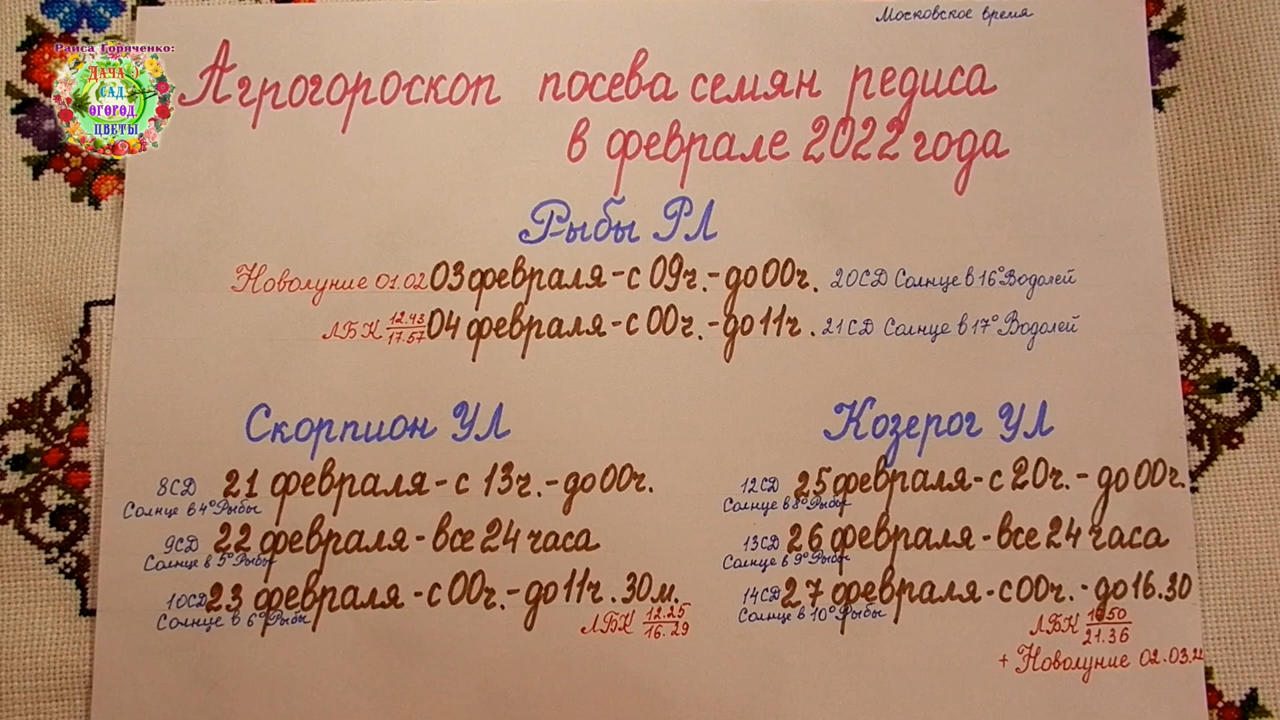 Московское время
Раиса Горяченко:
Дача :)
сад,
огород,
цветы
Агрогороскоп посева семян редиса
в феврале 2022 года
Рыбы РЛ
Новолуние 01.02 03 февраля - с 09ч. - до 00ч. 20СД Солнце в 16° Водолей
ЛБК 12.43/17.57 04 февраля - с 00ч. - до 11ч. 21СД Солнце в 17° Водолей
Скорпион УЛ
8СД 21 февраля - с 13ч. - до 00ч.
Солнце в 4° Рыбы
9СД 22 февраля - все 24 часа
Солнце в 5° Рыбы
10СД 23 февраля - с 00ч. - до 11ч. 30м.
Солнце в 6° Рыбы
ЛБК 12.25/16.29
Козерог УЛ
12СД 25 февраля - с 20ч. - до 00ч.
Солнце в 8° Рыбы
13СД 26 февраля - все 24 часа
Солнце в 9° Рыбы
14СД 27 февраля - с 00ч. - до 16.30
Солнце в 10° Рыбы
ЛБК 16.50/21.36
+ Новолуние 02.03.